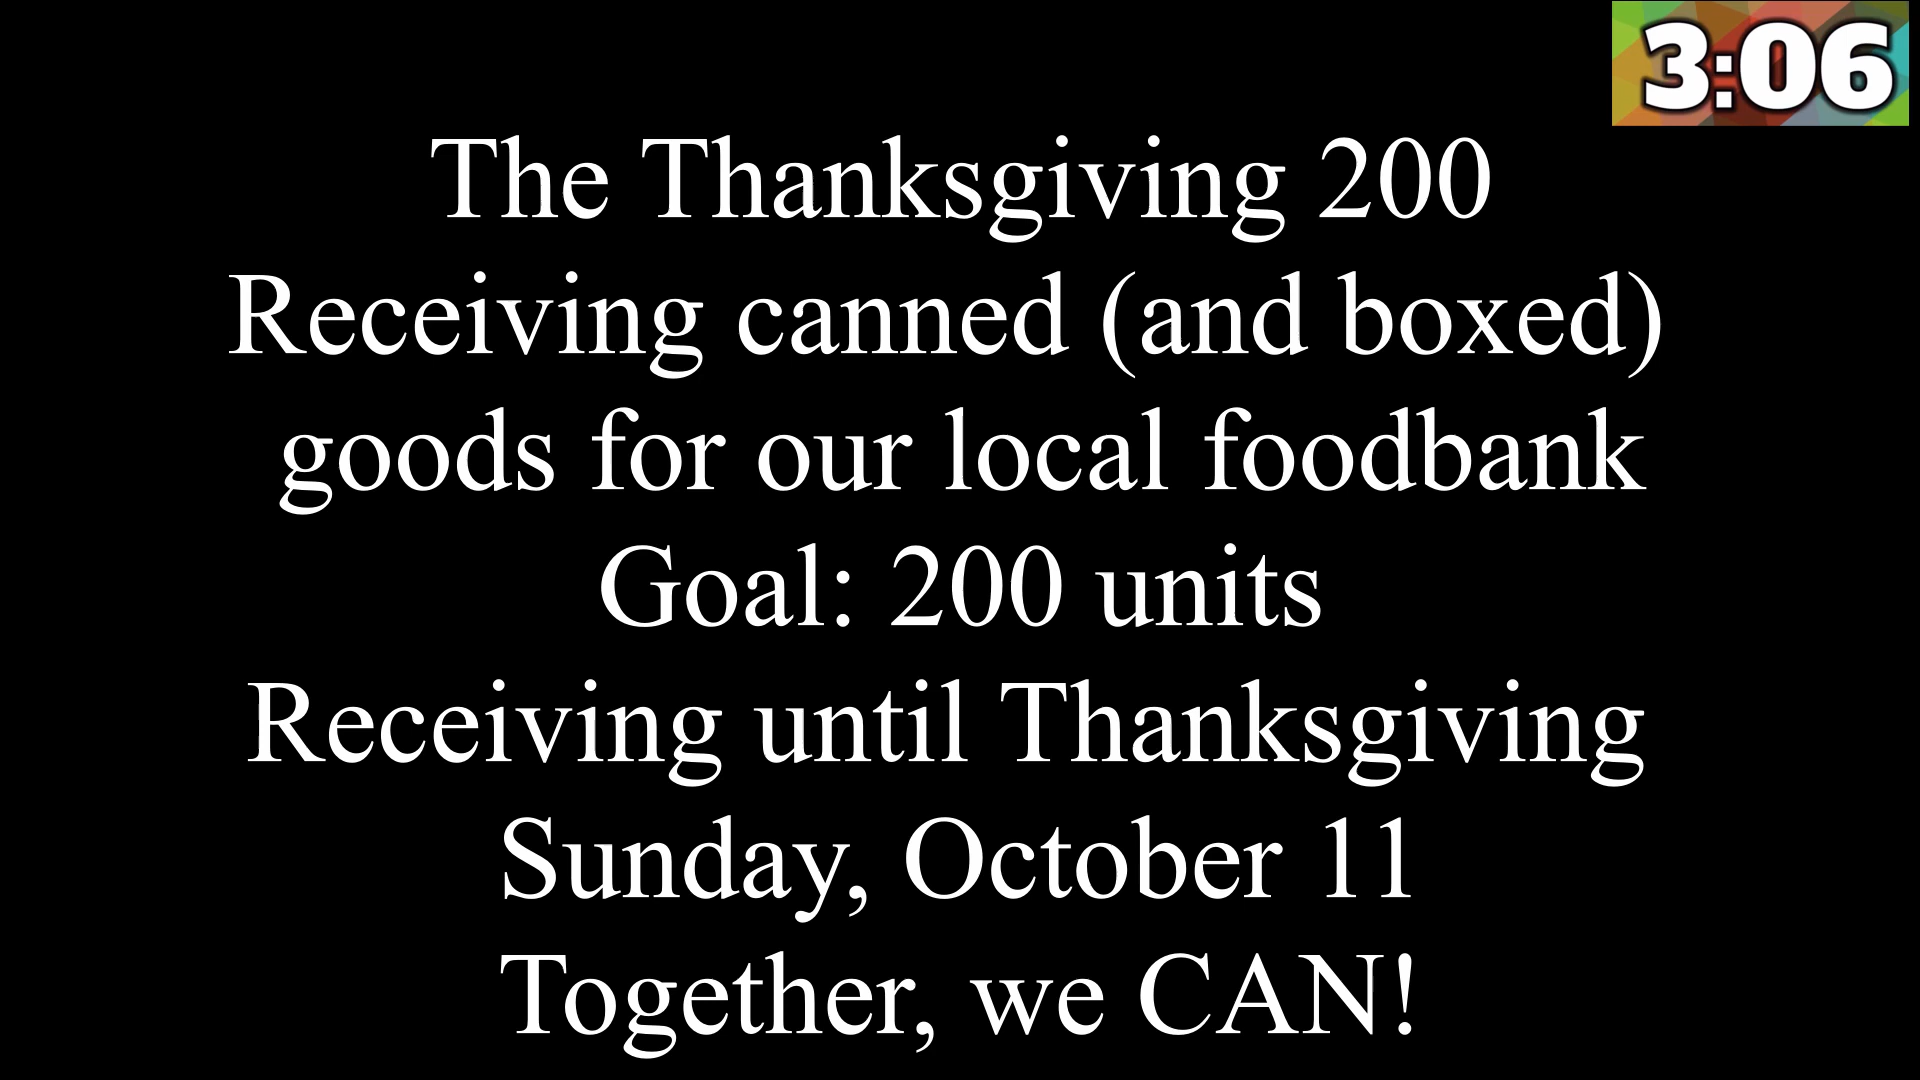 3:06
The Thanksgiving 200
Receiving canned (and boxed)
goods for our local foodbank
Goal: 200 units
Receiving until Thanksgiving
Sunday, October 11
Together, we CAN!